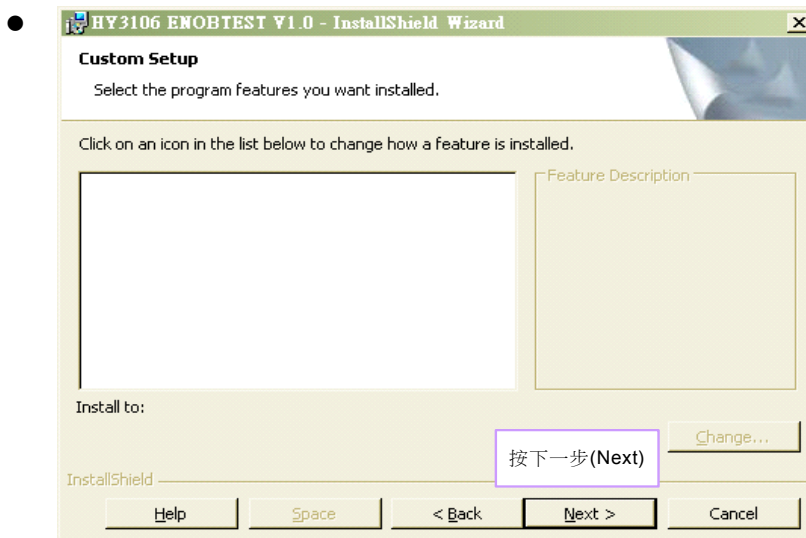 HY3106 ENOBTEST V1.0 - InstallShield Wizard
Custom Setup
Select the program features you want installed.
Click on an icon in the list below to change how a feature is installed.
Feature Description
Install to:
Change...
按下一步(Next)
InstallShield
Help
Space
< Back
Next >
Cancel